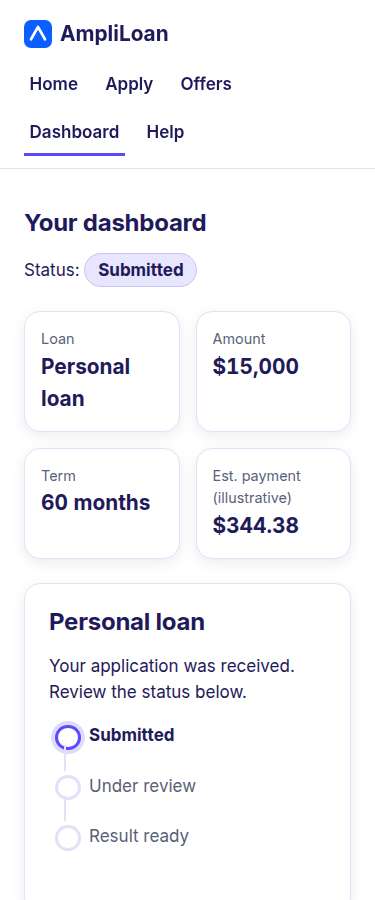 AmpliLoan
Home Apply Offers
Dashboard Help
Your dashboard
Status: Submitted
Loan
Personal
loan
Amount
$15,000
Term
60 months
Est. payment
(illustrative)
$344.38
Personal loan
Your application was received.
Review the status below.
Submitted
Under review
Result ready